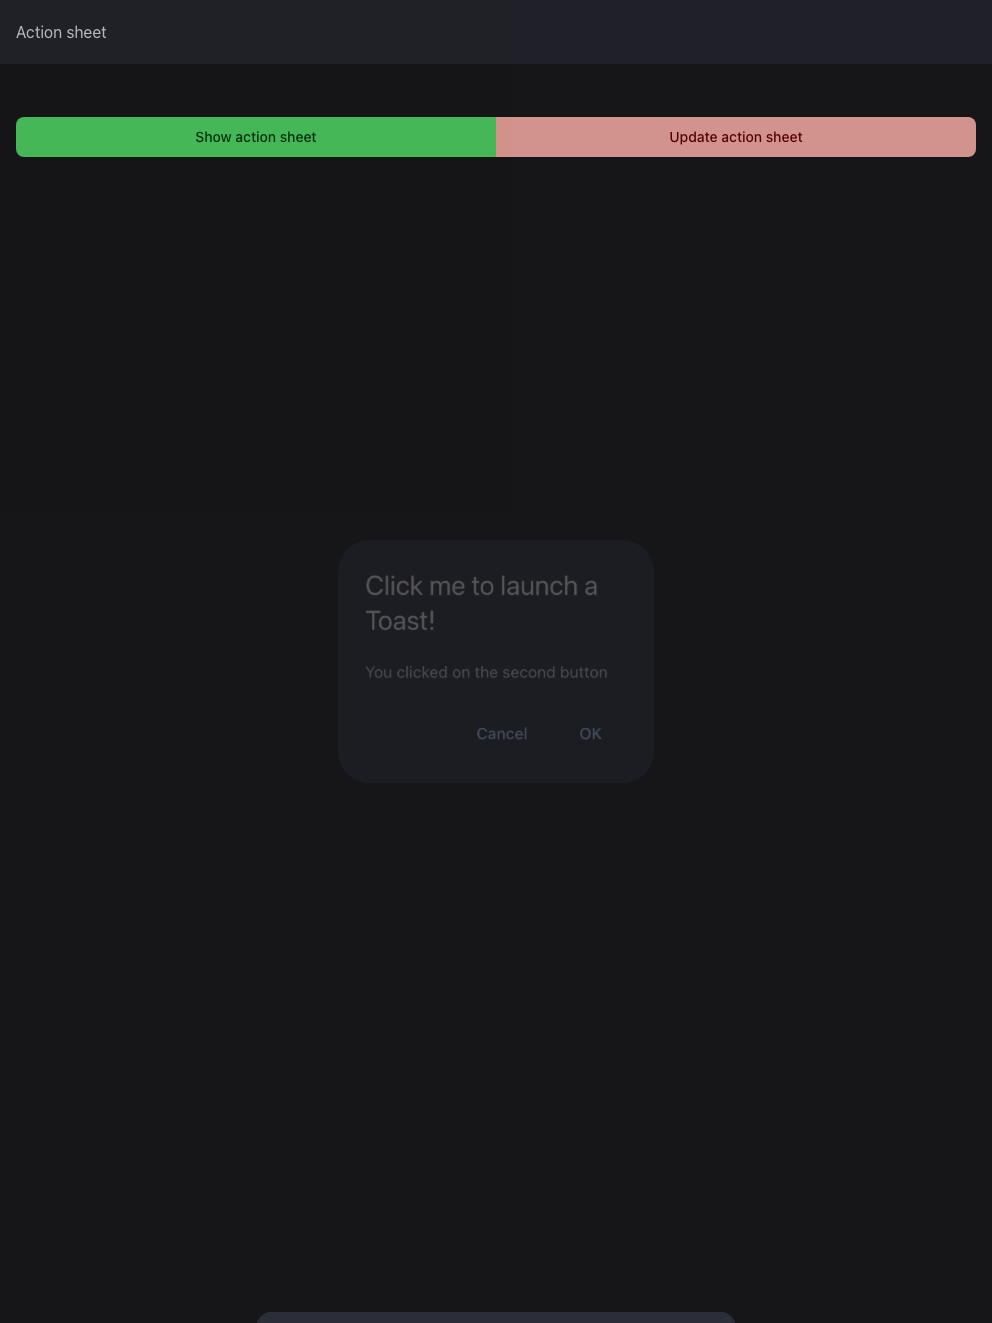 Action sheet
Show action sheet
Update action sheet
Click me to launch a
Toast!
You clicked on the second button
Cancel
OK